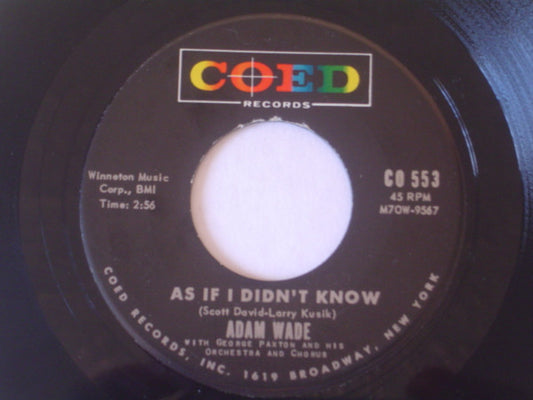 COED
RECORDS
Winneton Music
Corp., BMI
Time: 2:56
CO 553
45 RPM
M7OW-9567
AS IF I DIDN'T KNOW
(Scott David-Larry Kusik)
ADAM WADE
WITH GEORGE PAXTON AND HIS
ORCHESTRA AND CHORUS
COED RECORDS, INC. 1619 BROADWAY, NEW YORK